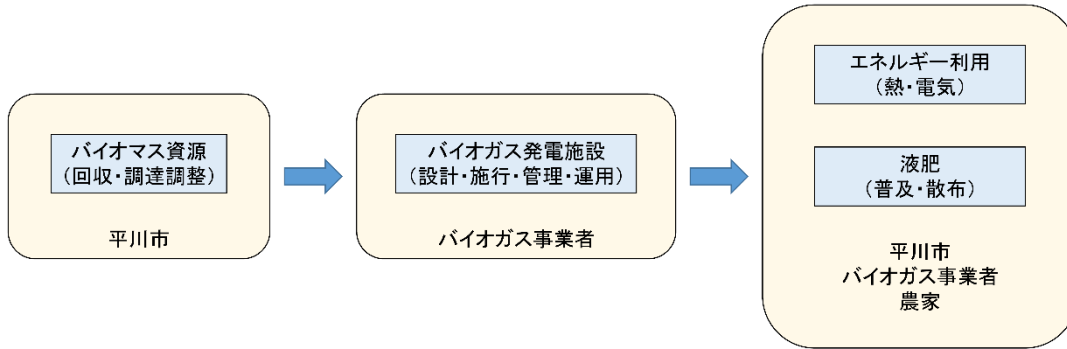 バイオマス資源
（回収・調達調整）
平川市
バイオガス発電施設
（設計・施行・管理・運用）
バイオガス事業者
エネルギー利用
（熱・電気）
液肥
（普及・散布）
平川市
バイオガス事業者
農家